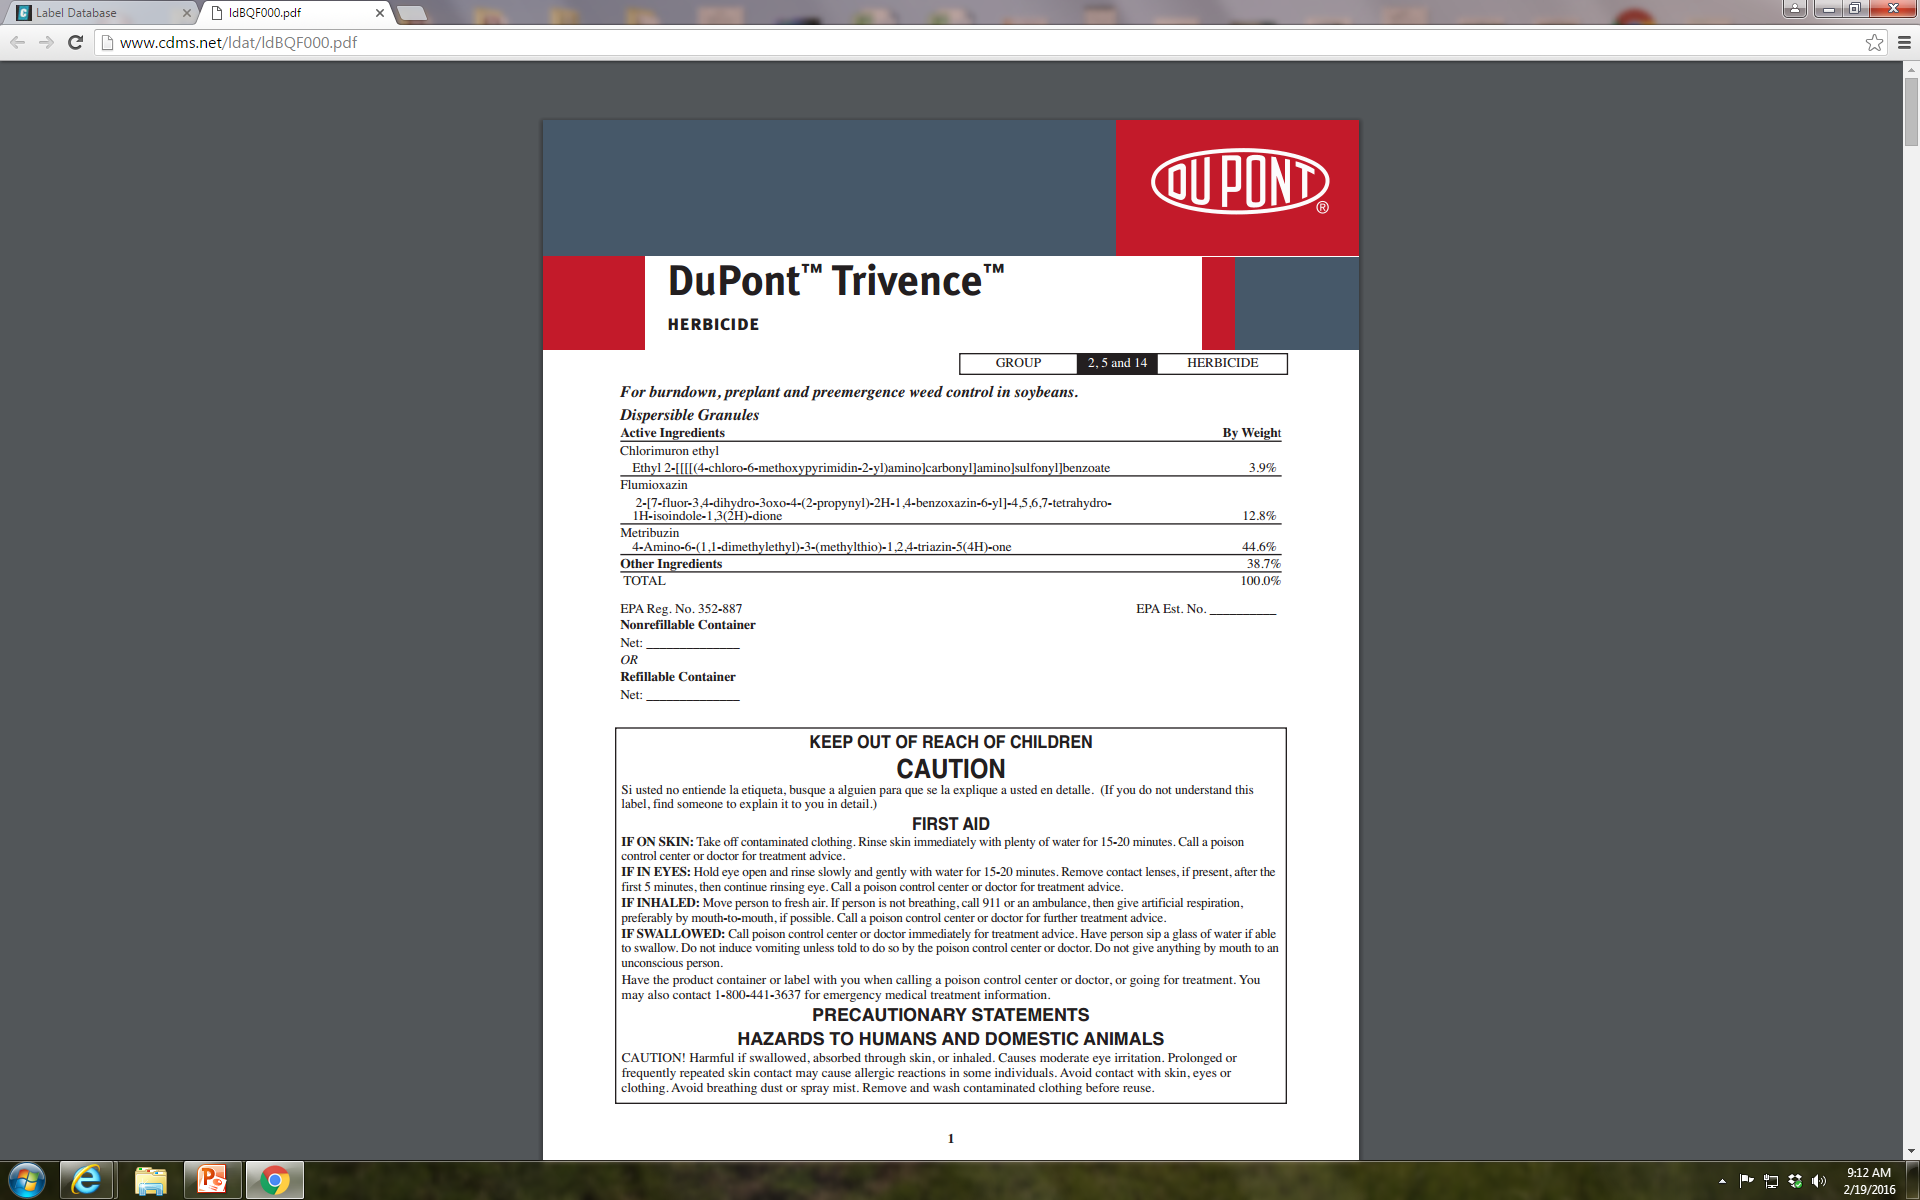 Label Database
ldBQF000.pdf
www.cdms.net/ldat/ldBQF000.pdf
DU PONT ®
DuPont™ Trivence™
HERBICIDE
GROUP 2, 5 and 14 HERBICIDE
For burndown, preplant and preemergence weed control in soybeans.
Dispersible Granules
Active Ingredients By Weight
Chlorimuron ethyl
Ethyl 2-[[[[(4-chloro-6-methoxypyrimidin-2-yl)amino]carbonyl]amino]sulfonyl]benzoate 3.9%
Flumioxazin
2-[7-fluor-3,4-dihydro-3oxo-4-(2-propynyl)-2H-1,4-benzoxazin-6-yl]-4,5,6,7-tetrahydro-
1H-isoindole-1,3(2H)-dione 12.8%
Metribuzin
4-Amino-6-(1,1-dimethylethyl)-3-(methylthio)-1,2,4-triazin-5(4H)-one 44.6%
Other Ingredients 38.7%
TOTAL 100.0%
EPA Reg. No. 352-887 EPA Est. No. __________
Nonrefillable Container
Net: ______________
OR
Refillable Container
Net: ______________
KEEP OUT OF REACH OF CHILDREN
CAUTION
Si usted no entiende la etiqueta, busque a alguien para que se la explique a usted en detalle. (If you do not understand this
label, find someone to explain it to you in detail.)
FIRST AID
IF ON SKIN: Take off contaminated clothing. Rinse skin immediately with plenty of water for 15-20 minutes. Call a poison
control center or doctor for treatment advice.
IF IN EYES: Hold eye open and rinse slowly and gently with water for 15-20 minutes. Remove contact lenses, if present, after the
first 5 minutes, then continue rinsing eye. Call a poison control center or doctor for treatment advice.
IF INHALED: Move person to fresh air. If person is not breathing, call 911 or an ambulance, then give artificial respiration,
preferably by mouth-to-mouth, if possible. Call a poison control center or doctor for further treatment advice.
IF SWALLOWED: Call poison control center or doctor immediately for treatment advice. Have person sip a glass of water if able
to swallow. Do not induce vomiting unless told to do so by the poison control center or doctor. Do not give anything by mouth to an
unconscious person.
Have the product container or label with you when calling a poison control center or doctor, or going for treatment. You
may also contact 1-800-441-3637 for emergency medical treatment information.
PRECAUTIONARY STATEMENTS
HAZARDS TO HUMANS AND DOMESTIC ANIMALS
CAUTION! Harmful if swallowed, absorbed through skin, or inhaled. Causes moderate eye irritation. Prolonged or
frequently repeated skin contact may cause allergic reactions in some individuals. Avoid contact with skin, eyes or
clothing. Avoid breathing dust or spray mist. Remove and wash contaminated clothing before reuse.
1
9:12 AM
2/19/2016